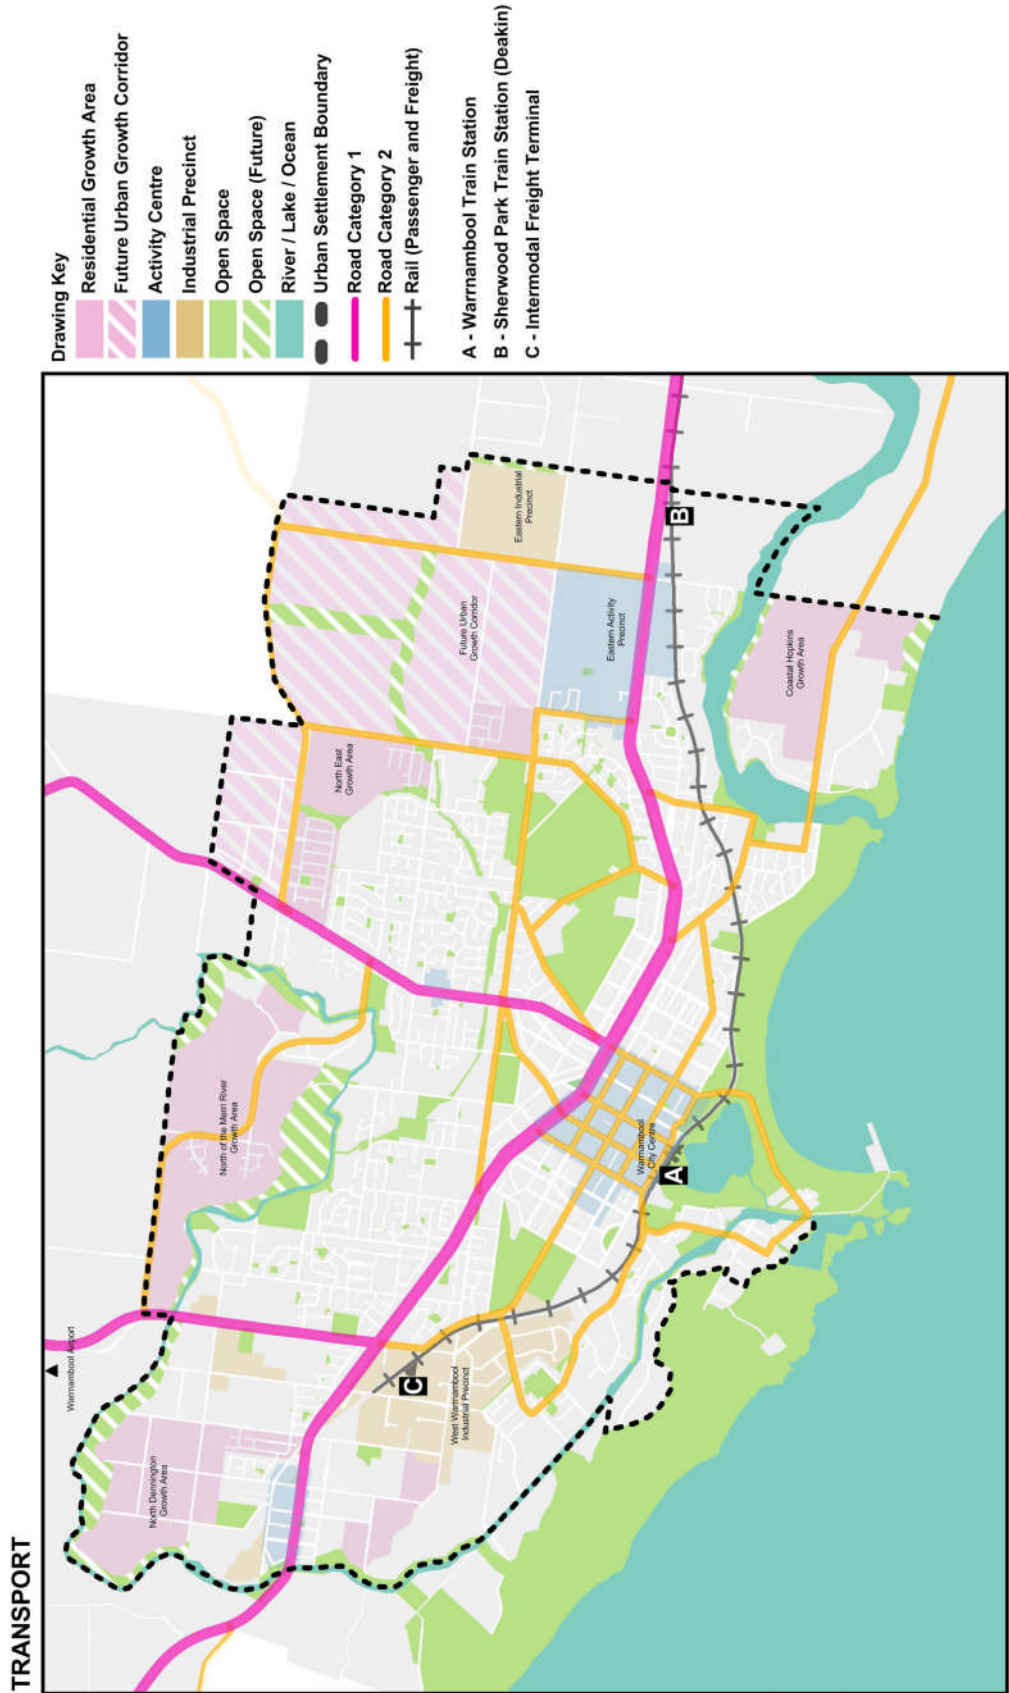 TRANSPORT
Warrnambool Airport
North Dennington
Growth Area
North of the Merri River
Growth Area
North East
Growth Area
Future Urban
Growth Corridor
Eastern Industrial
Precinct
Eastern Activity
Precinct
Coastal Hopkins
Growth Area
West Warrnambool
Industrial Precinct
Warrnambool
City Centre
C
A
B
Drawing Key
Residential Growth Area
Future Urban Growth Corridor
Activity Centre
Industrial Precinct
Open Space
Open Space (Future)
River / Lake / Ocean
Urban Settlement Boundary
Road Category 1
Road Category 2
Rail (Passenger and Freight)
A - Warrnambool Train Station
B - Sherwood Park Train Station (Deakin)
C - Intermodal Freight Terminal